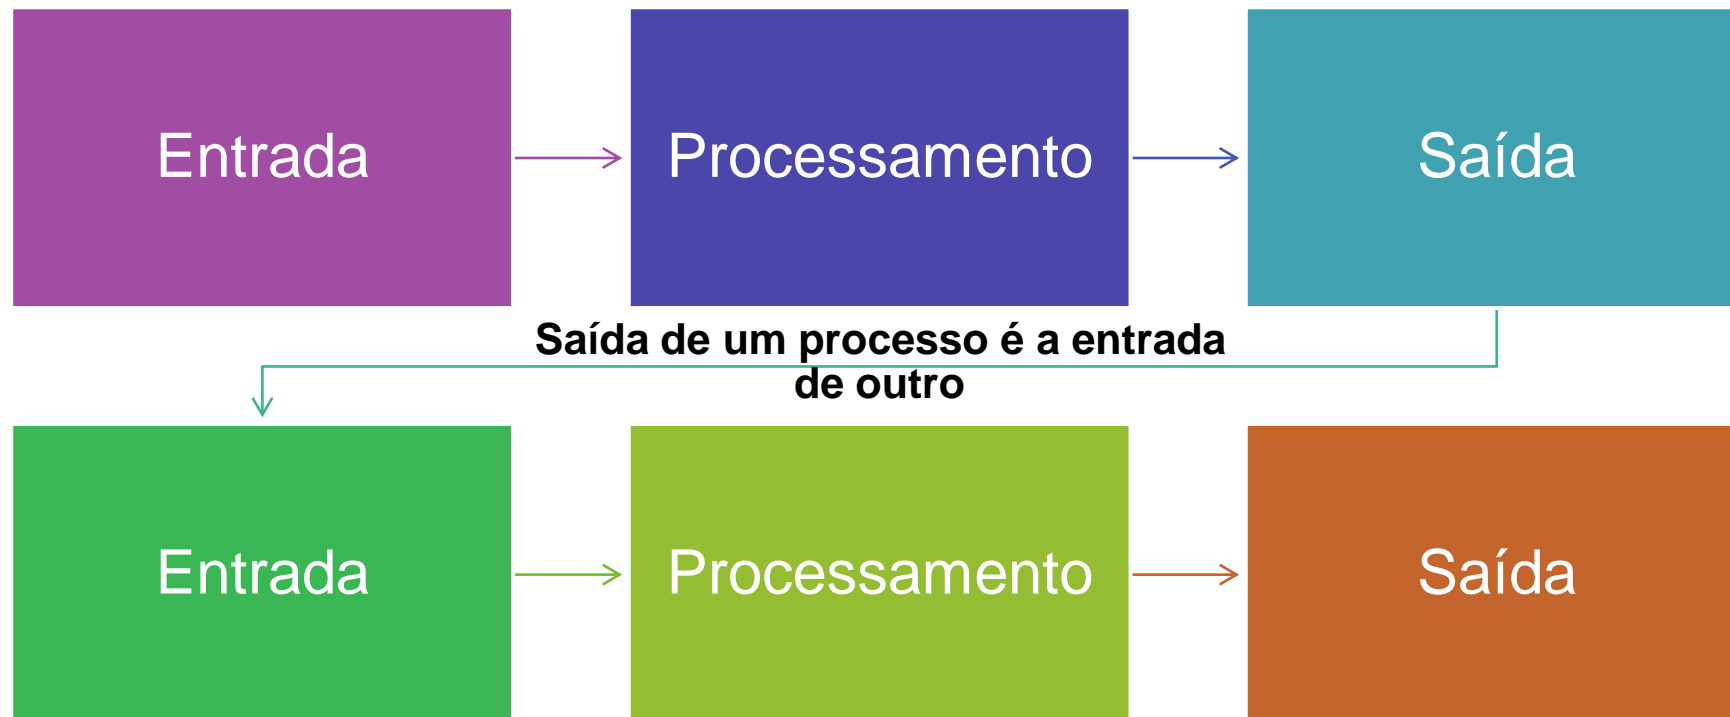 Entrada
Processamento
Saída
Saída de um processo é a entrada
de outro
Entrada
Processamento
Saída